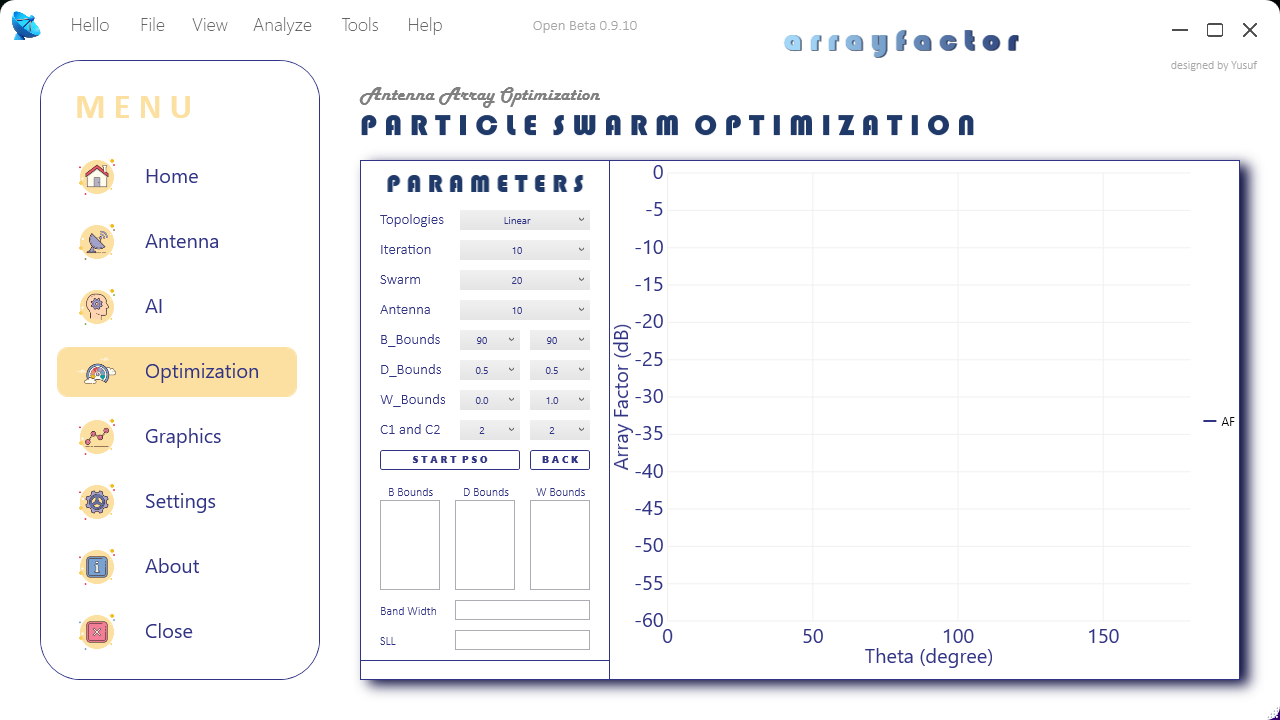 Hello File View Analyze Tools Help Open Beta 0.9.10
arrayfactor
designed by Yusuf
MENU
Home
Antenna
AI
Optimization
Graphics
Settings
About
Close
Antenna Array Optimization
PARTICLE SWARM OPTIMIZATION
PARAMETERS
Topologies Linear
Iteration 10
Swarm 20
Antenna 10
B_Bounds 90 90
D_Bounds 0.5 0.5
W_Bounds 0.0 1.0
C1 and C2 2 2
START PSO BACK
B Bounds D Bounds W Bounds
Band Width
SLL
Array Factor (dB)
0
-5
-10
-15
-20
-25
-30
-35
-40
-45
-50
-55
-60
0 50 100 150
Theta (degree)
AF